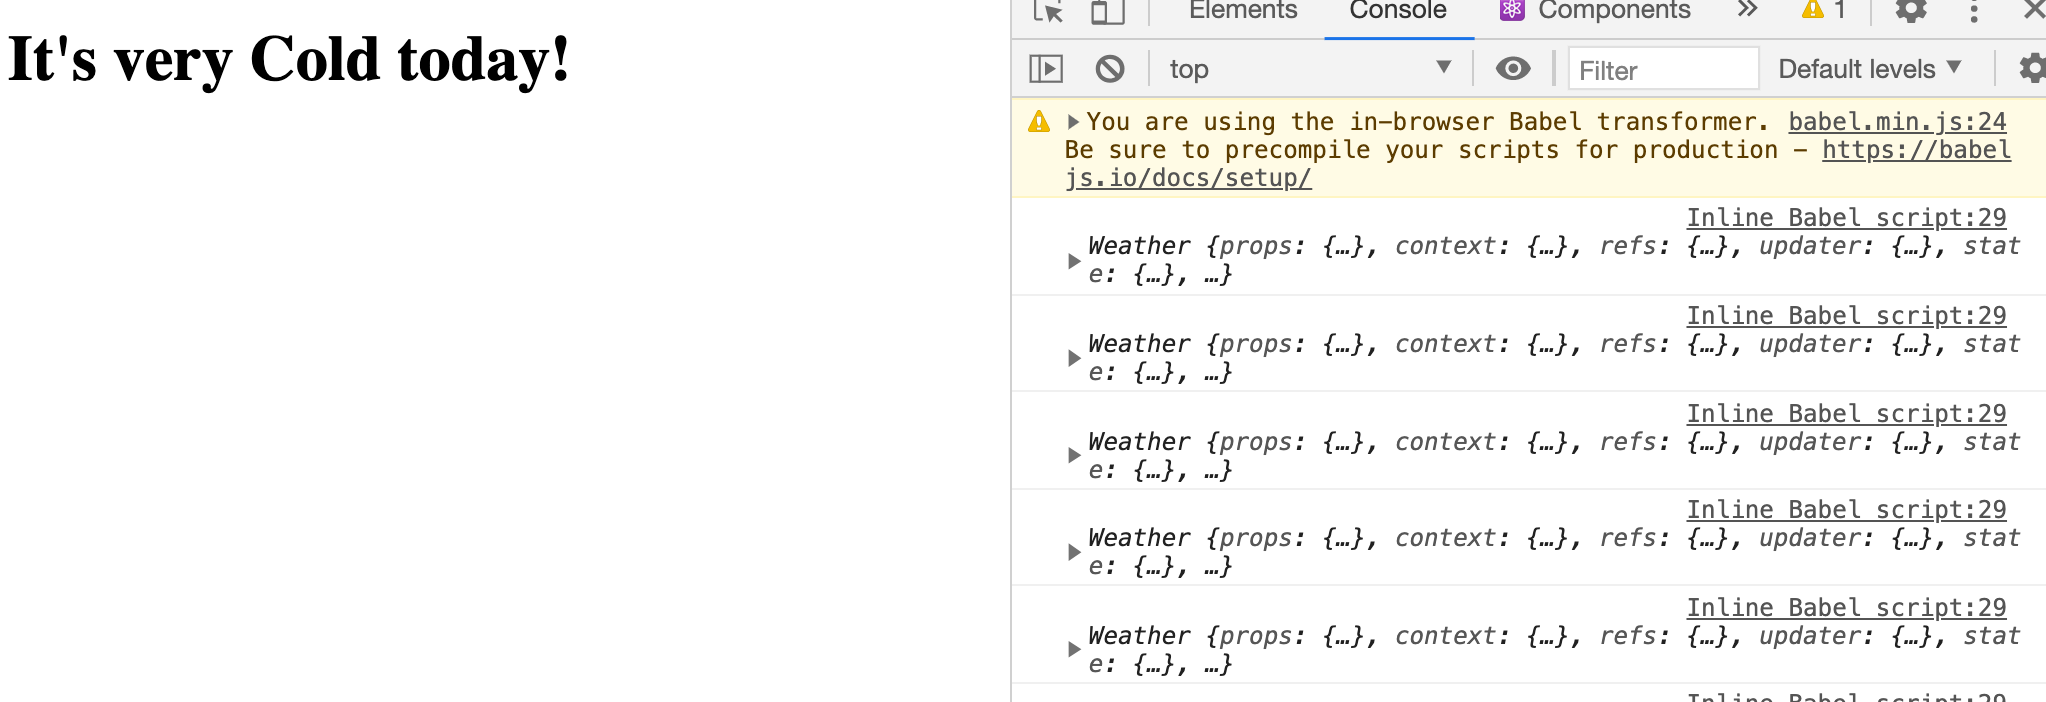 It's very Cold today!
Elements Console Components » 1
top Filter Default levels
You are using the in-browser Babel transformer. babel.min.js:24
Be sure to precompile your scripts for production – https://babel
js.io/docs/setup/
Inline Babel script:29
Weather {props: {…}, context: {…}, refs: {…}, updater: {…}, stat
e: {…}, …}
Inline Babel script:29
Weather {props: {…}, context: {…}, refs: {…}, updater: {…}, stat
e: {…}, …}
Inline Babel script:29
Weather {props: {…}, context: {…}, refs: {…}, updater: {…}, stat
e: {…}, …}
Inline Babel script:29
Weather {props: {…}, context: {…}, refs: {…}, updater: {…}, stat
e: {…}, …}
Inline Babel script:29
Weather {props: {…}, context: {…}, refs: {…}, updater: {…}, stat
e: {…}, …}
Inline Babel script:29